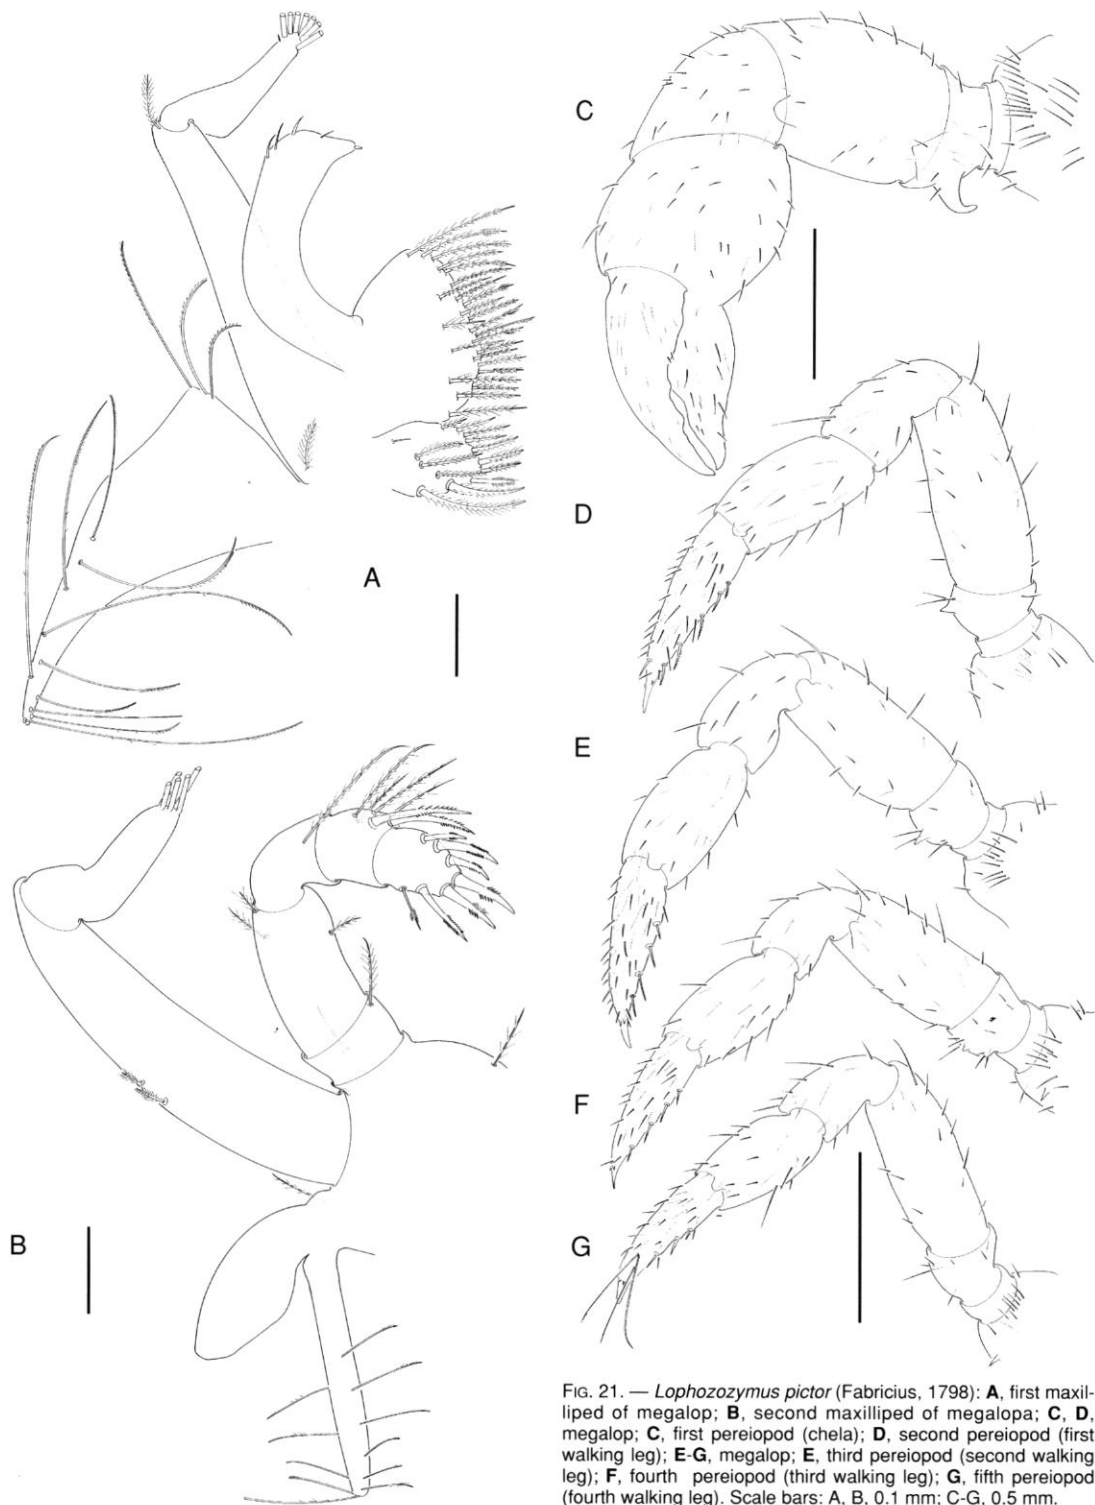 A
B
C
D
E
F
G
FIG. 21. — Lophozozymus pictor (Fabricius, 1798): A, first maxil-
liped of megalop; B, second maxilliped of megalopa; C, D,
megalop; C, first pereiopod (chela); D, second pereiopod (first
walking leg); E-G, megalop; E, third pereiopod (second walking
leg); F, fourth pereiopod (third walking leg); G, fifth pereiopod
(fourth walking leg). Scale bars: A, B, 0.1 mm; C-G, 0.5 mm.